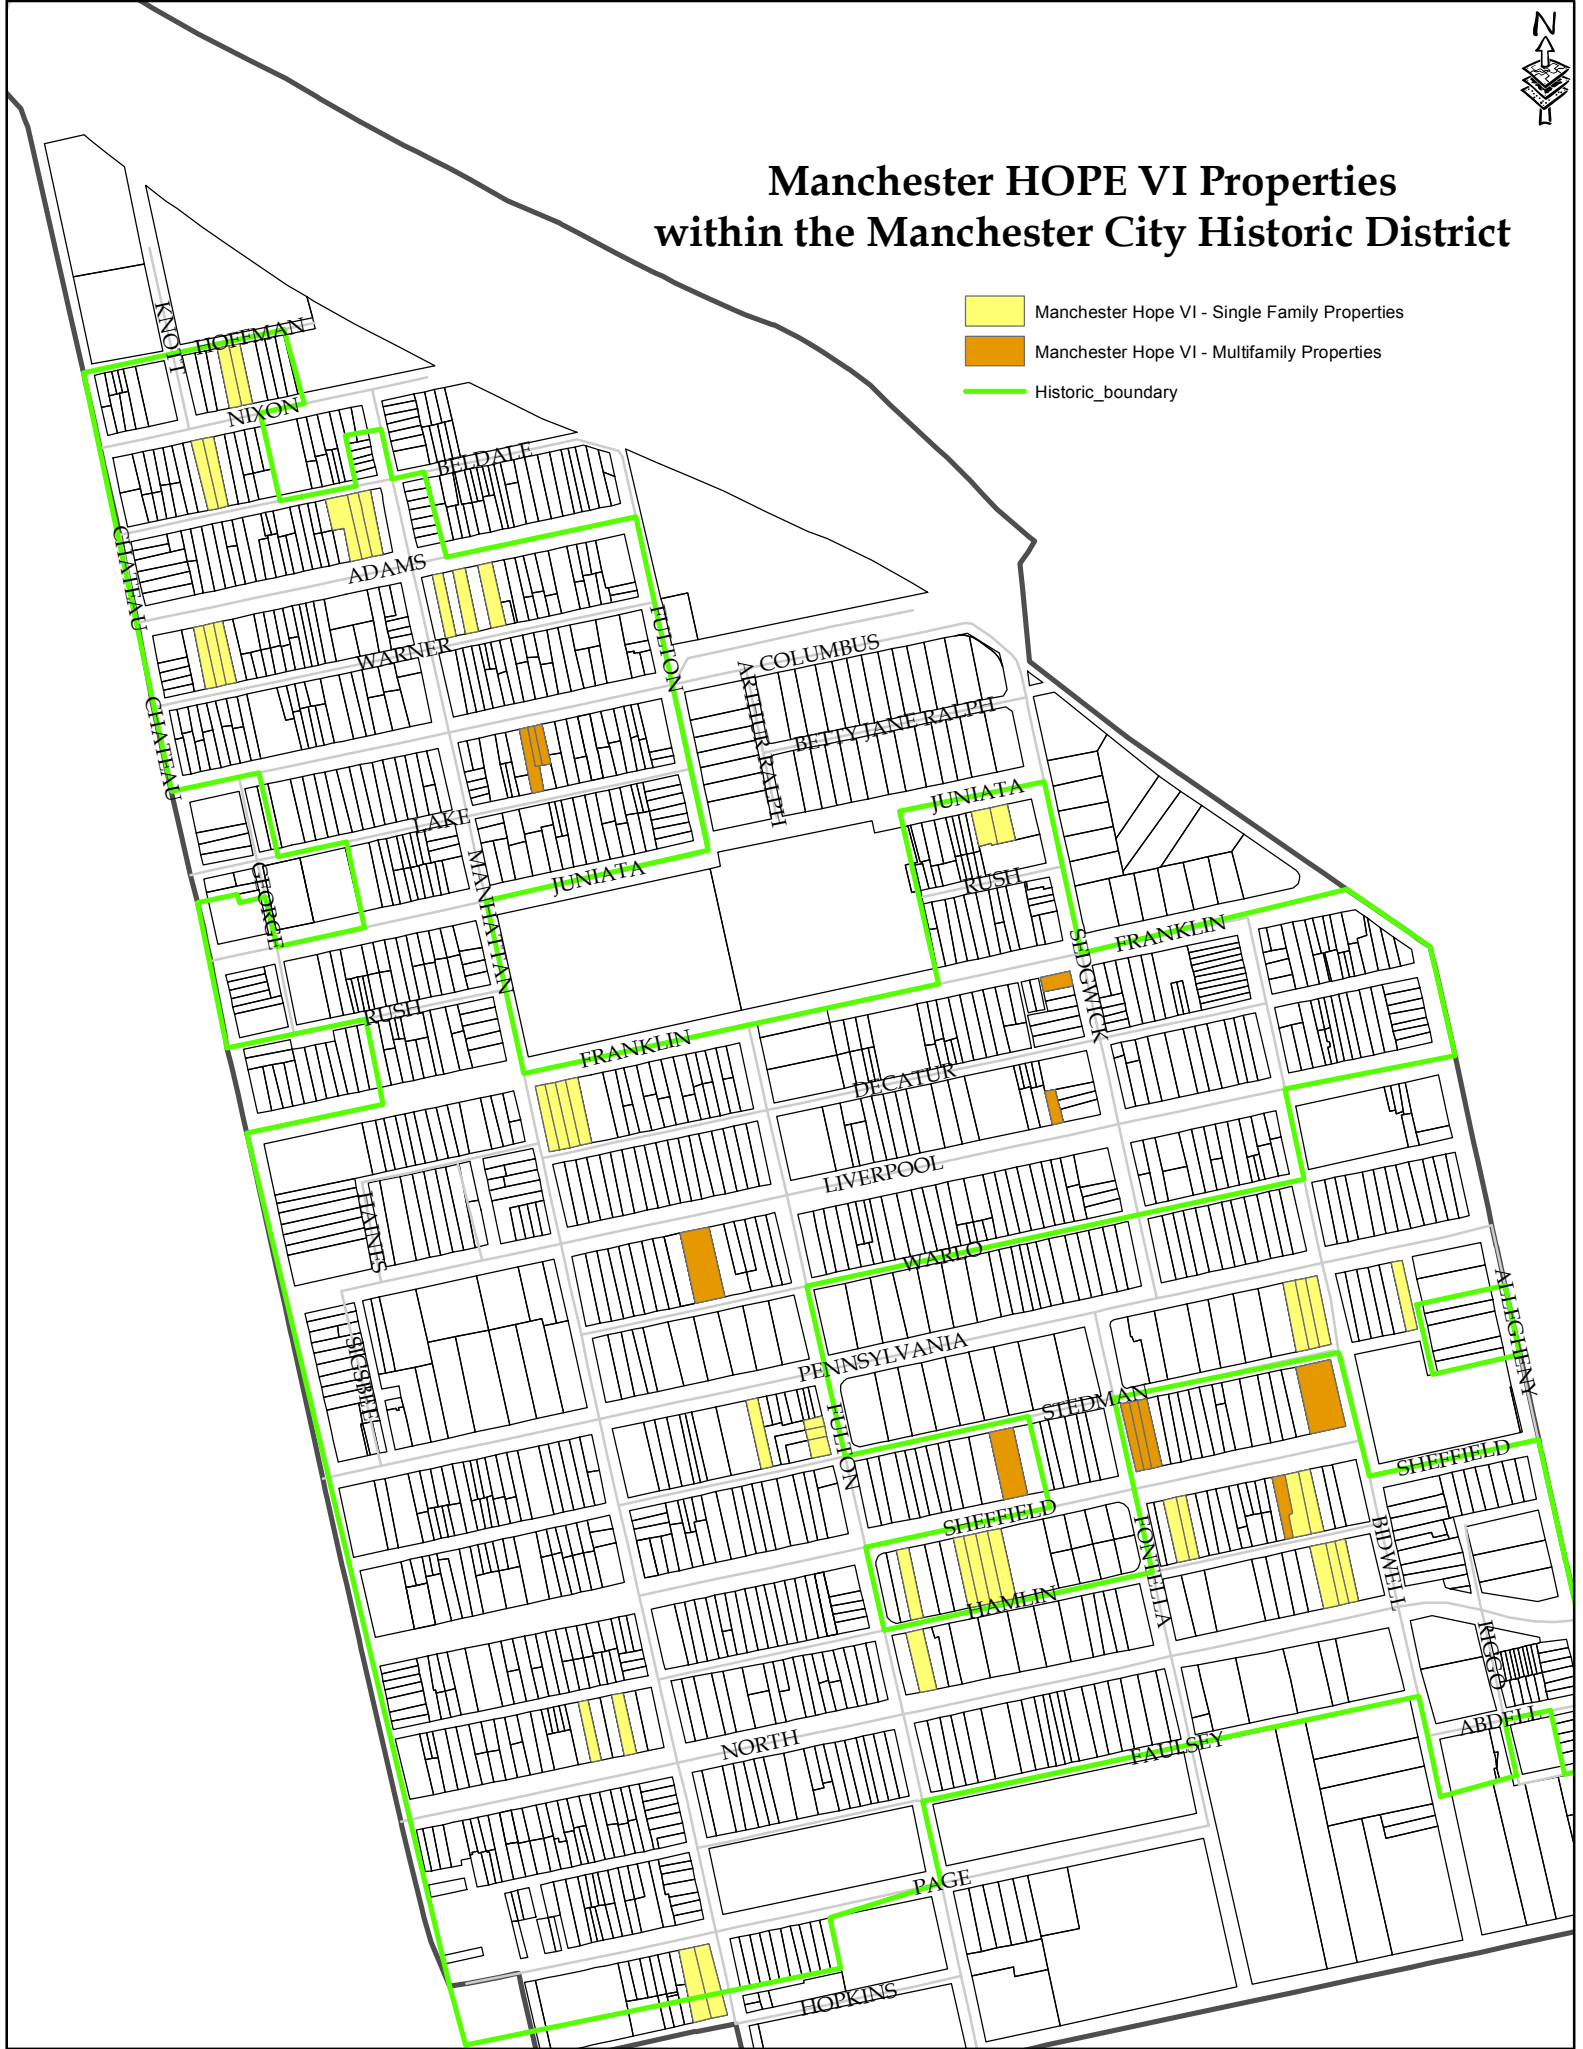 N
Manchester HOPE VI Properties
within the Manchester City Historic District
Manchester Hope VI - Single Family Properties
Manchester Hope VI - Multifamily Properties
Historic_boundary
KNOTT
HOFFMAN
NIXON
BELDALE
CHATEAU
ADAMS
WARNER
FULTON
COLUMBUS
ARTHUR RALPH
BETTY JANE RALPH
CHATEAU
JUNIATA
LAKE
MANHATTAN
JUNIATA
GEORGE
RUSH
SEDGWICK
FRANKLIN
RUSH
FRANKLIN
DECATUR
LIVERPOOL
HAINES
WARLO
ALLEGHENY
SIGSBEE
PENNSYLVANIA
STEDMAN
FULTON
SHEFFIELD
SHEFFIELD
FONTELLA
BIDWELL
HAMLIN
RIGGO
ABDELL
NORTH
FAULSEY
PAGE
HOPKINS